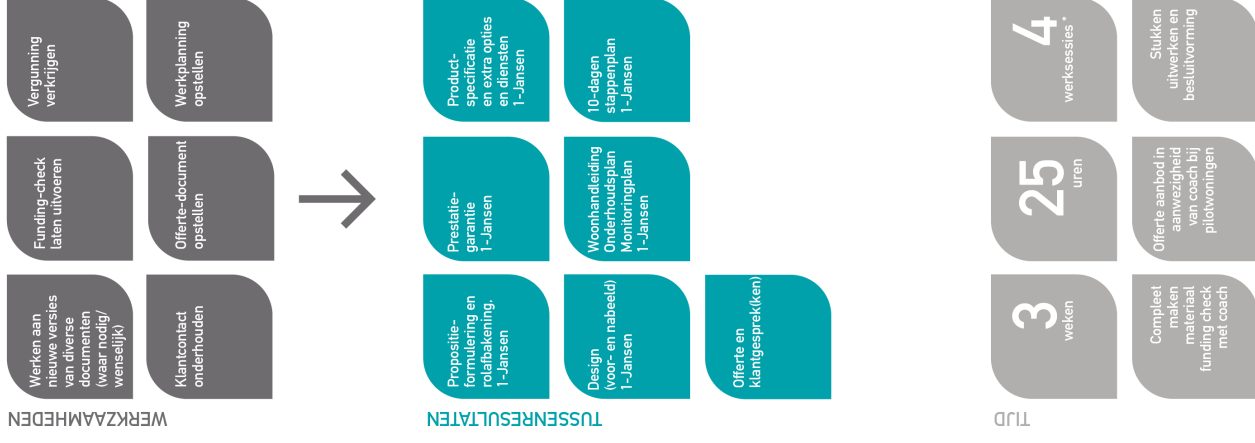 WERKZAAMHEDEN
Werken aan
nieuwe versies
van diverse
documenten
(waar nodig/
wenselijk)
Funding-check
laten uitvoeren
Vergunning
verkrijgen
Klantcontact
onderhouden
Offerte-document
opstellen
Werkplanning
opstellen
TUSSENRESULTATEN
Propositie-
formulering en
rolafbakening.
1-Jansen
Prestatie-
garantie
1-Jansen
Product-
specificatie
en extra opties
en diensten
1-Jansen
Design
(voor- en nabeeld)
1-Jansen
Woonhandleiding
Onderhoudsplan
Monitoringplan
1-Jansen
10-dagen
stappenplan
1-Jansen
Offerte en
klantgesprek(ken)
TIJD
3
weken
25
uren
4
werksessies *
Compleet
maken
materiaal
funding check
met coach
Offerte aanbod in
aanwezigheid
van coach bij
pilotwoningen
Stukken
uitwerken en
besluitvorming